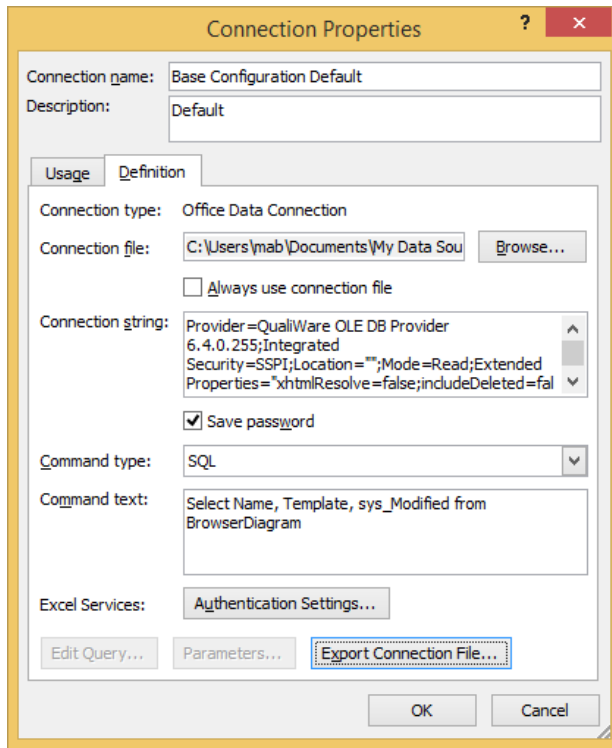 Connection Properties
?
Connection name: Base Configuration Default
Description: Default
Usage Definition
Connection type: Office Data Connection
Connection file: C:\Users\mab\Documents\My Data Sou Browse...
Always use connection file
Connection string: Provider=QualiWare OLE DB Provider
6.4.0.255;Integrated
Security=SSPI;Location="";Mode=Read;Extended
Properties="xhtmlResolve=false;includeDeleted=fal
Save password
Command type: SQL
Command text: Select Name, Template, sys_Modified from
BrowserDiagram
Excel Services: Authentication Settings...
Edit Query... Parameters... Export Connection File...
OK Cancel